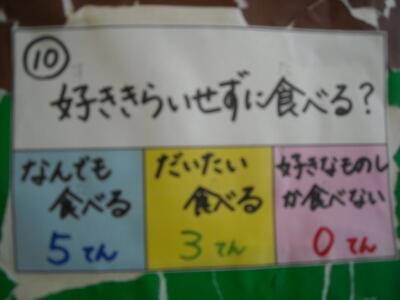 ⑩
好ききらいせずに食べる?
なんでも
食べる
5てん
だいたい
食べる
3てん
好きなものし
か食べない
0てん